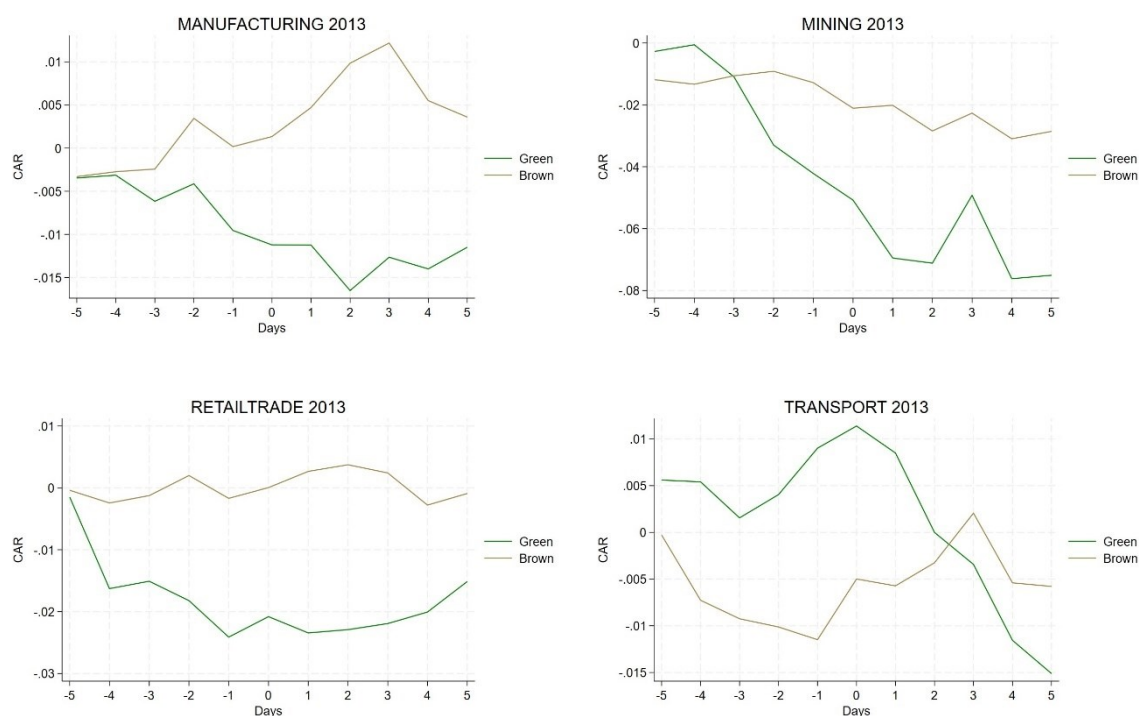 MANUFACTURING 2013
.01
.005
0
-.005
-.01
-.015
CAR
-5 -4 -3 -2 -1 0 1 2 3 4 5
Days
Green
Brown
MINING 2013
0
-.02
-.04
-.06
-.08
CAR
-5 -4 -3 -2 -1 0 1 2 3 4 5
Days
Green
Brown
RETAILTRADE 2013
.01
0
-.01
-.02
-.03
CAR
-5 -4 -3 -2 -1 0 1 2 3 4 5
Days
Green
Brown
TRANSPORT 2013
.01
.005
0
-.005
-.01
-.015
CAR
-5 -4 -3 -2 -1 0 1 2 3 4 5
Days
Green
Brown